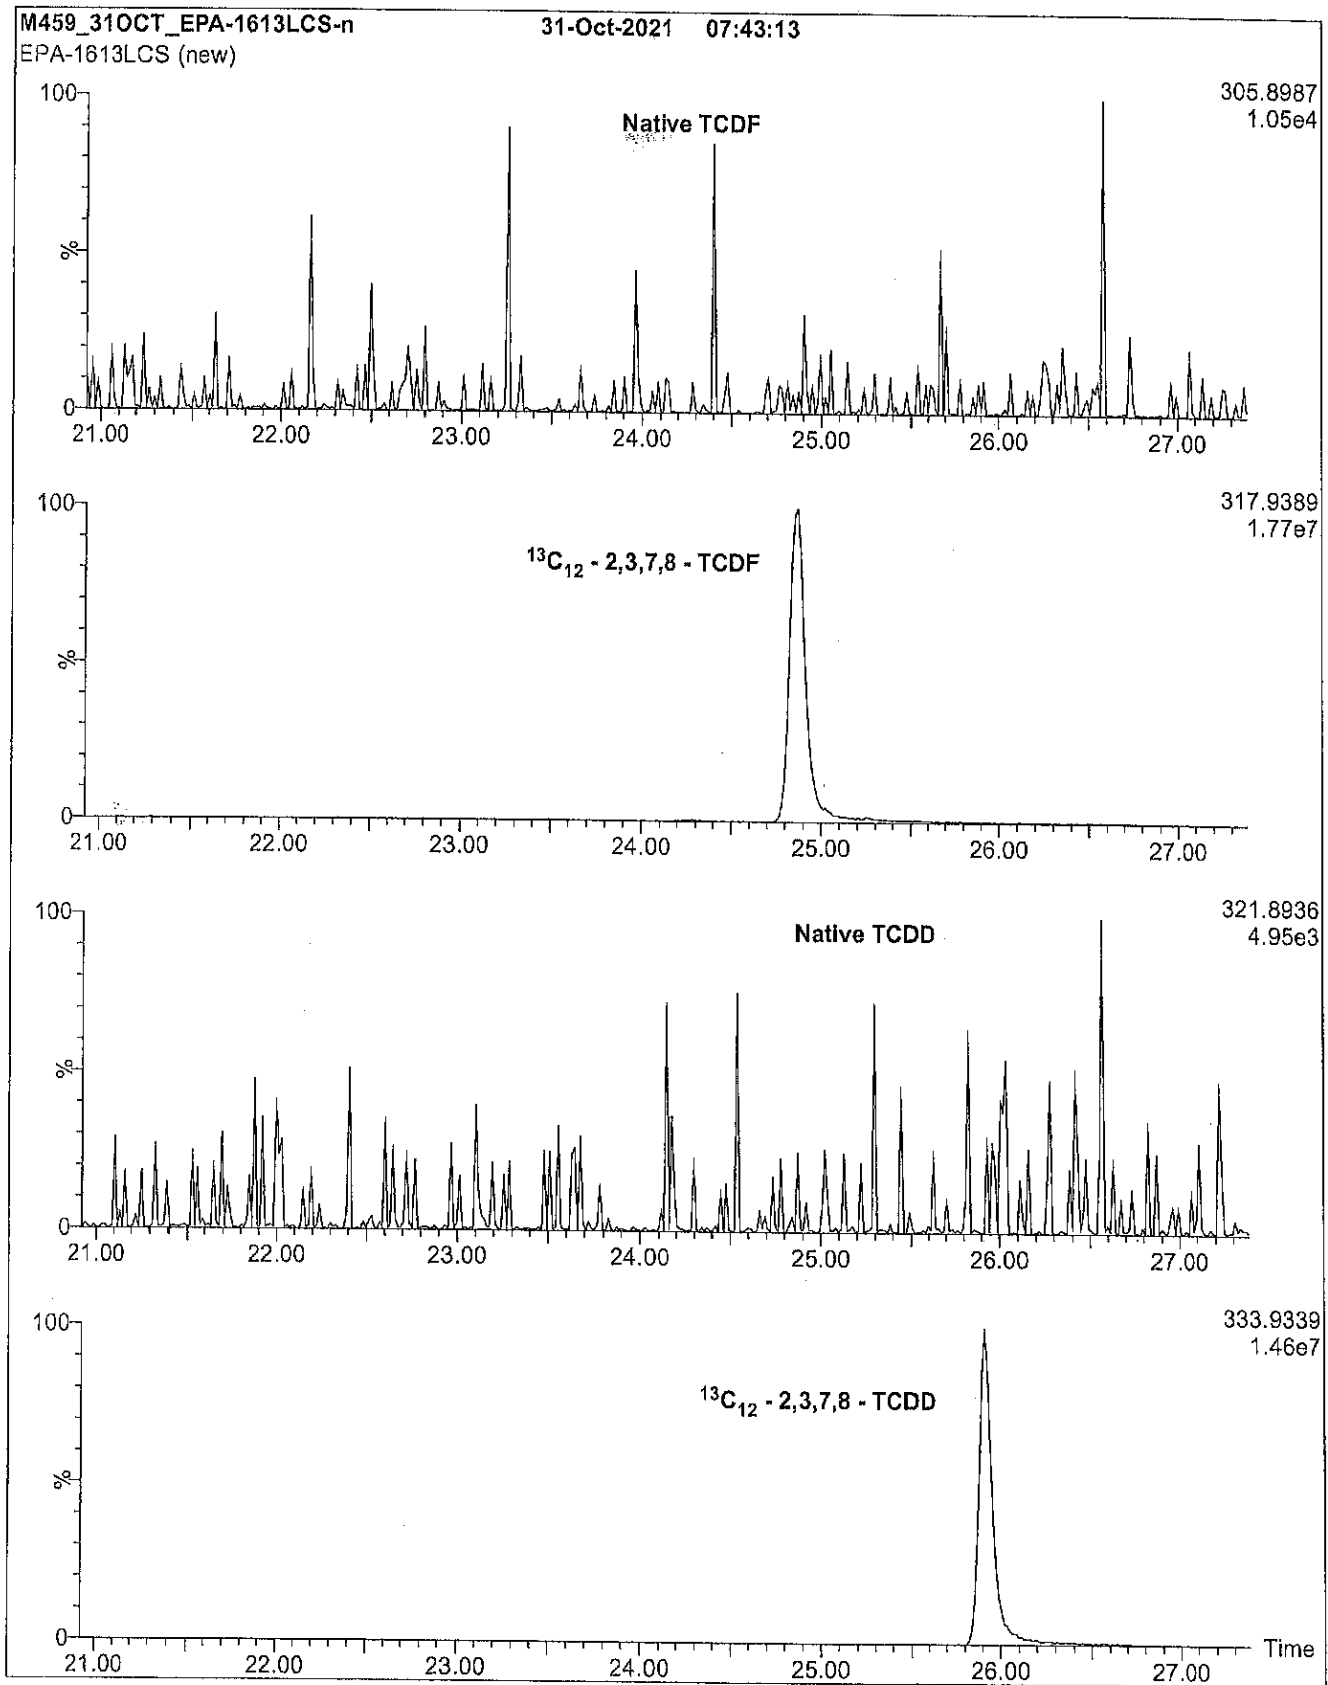 M459_31OCT_EPA-1613LCS-n 31-Oct-2021 07:43:13
EPA-1613LCS (new)
100
305.8987
1.05e4
Native TCDF
%
0
21.00 22.00 23.00 24.00 25.00 26.00 27.00
100
317.9389
1.77e7
¹³C₁₂ - 2,3,7,8 - TCDF
%
0
21.00 22.00 23.00 24.00 25.00 26.00 27.00
100
321.8936
4.95e3
Native TCDD
%
0
21.00 22.00 23.00 24.00 25.00 26.00 27.00
100
333.9339
1.46e7
¹³C₁₂ - 2,3,7,8 - TCDD
%
0
Time
21.00 22.00 23.00 24.00 25.00 26.00 27.00